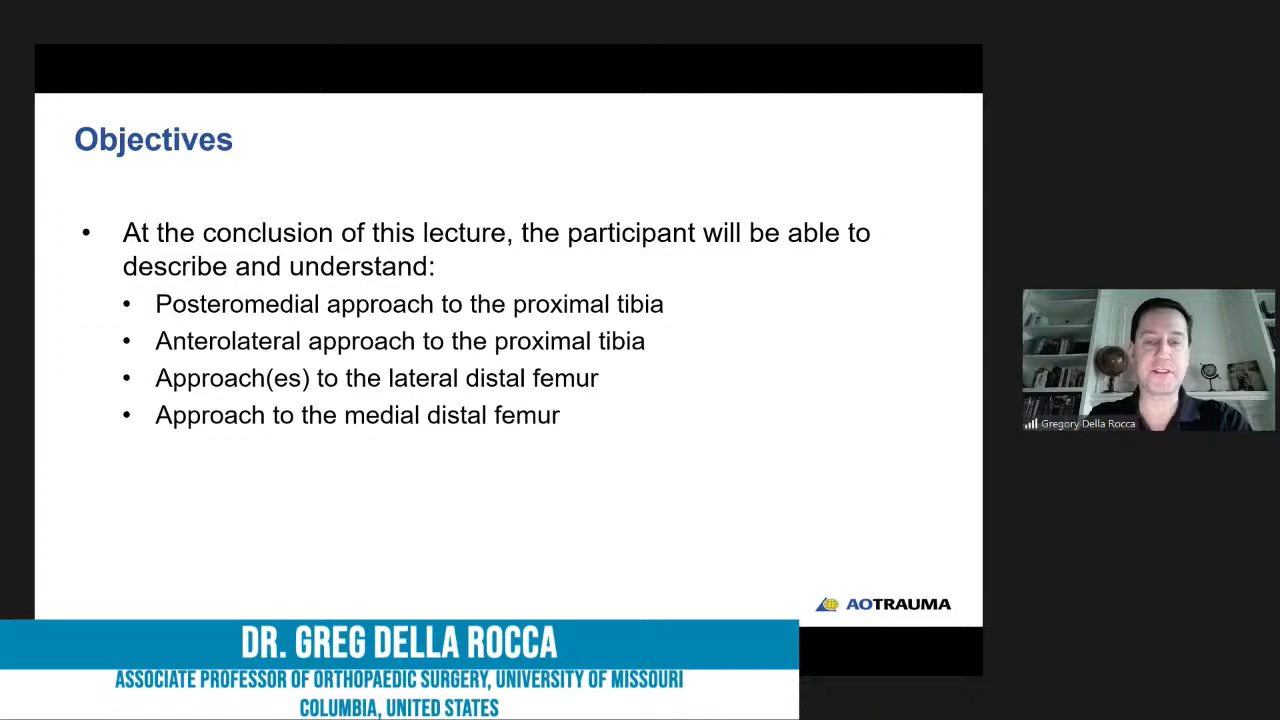 Objectives
• At the conclusion of this lecture, the participant will be able to
describe and understand:
• Posteromedial approach to the proximal tibia
• Anterolateral approach to the proximal tibia
• Approach(es) to the lateral distal femur
• Approach to the medial distal femur
Gregory Della Rocca
AOTRAUMA
DR. GREG DELLA ROCCA
ASSOCIATE PROFESSOR OF ORTHOPAEDIC SURGERY, UNIVERSITY OF MISSOURI
COLUMBIA, UNITED STATES